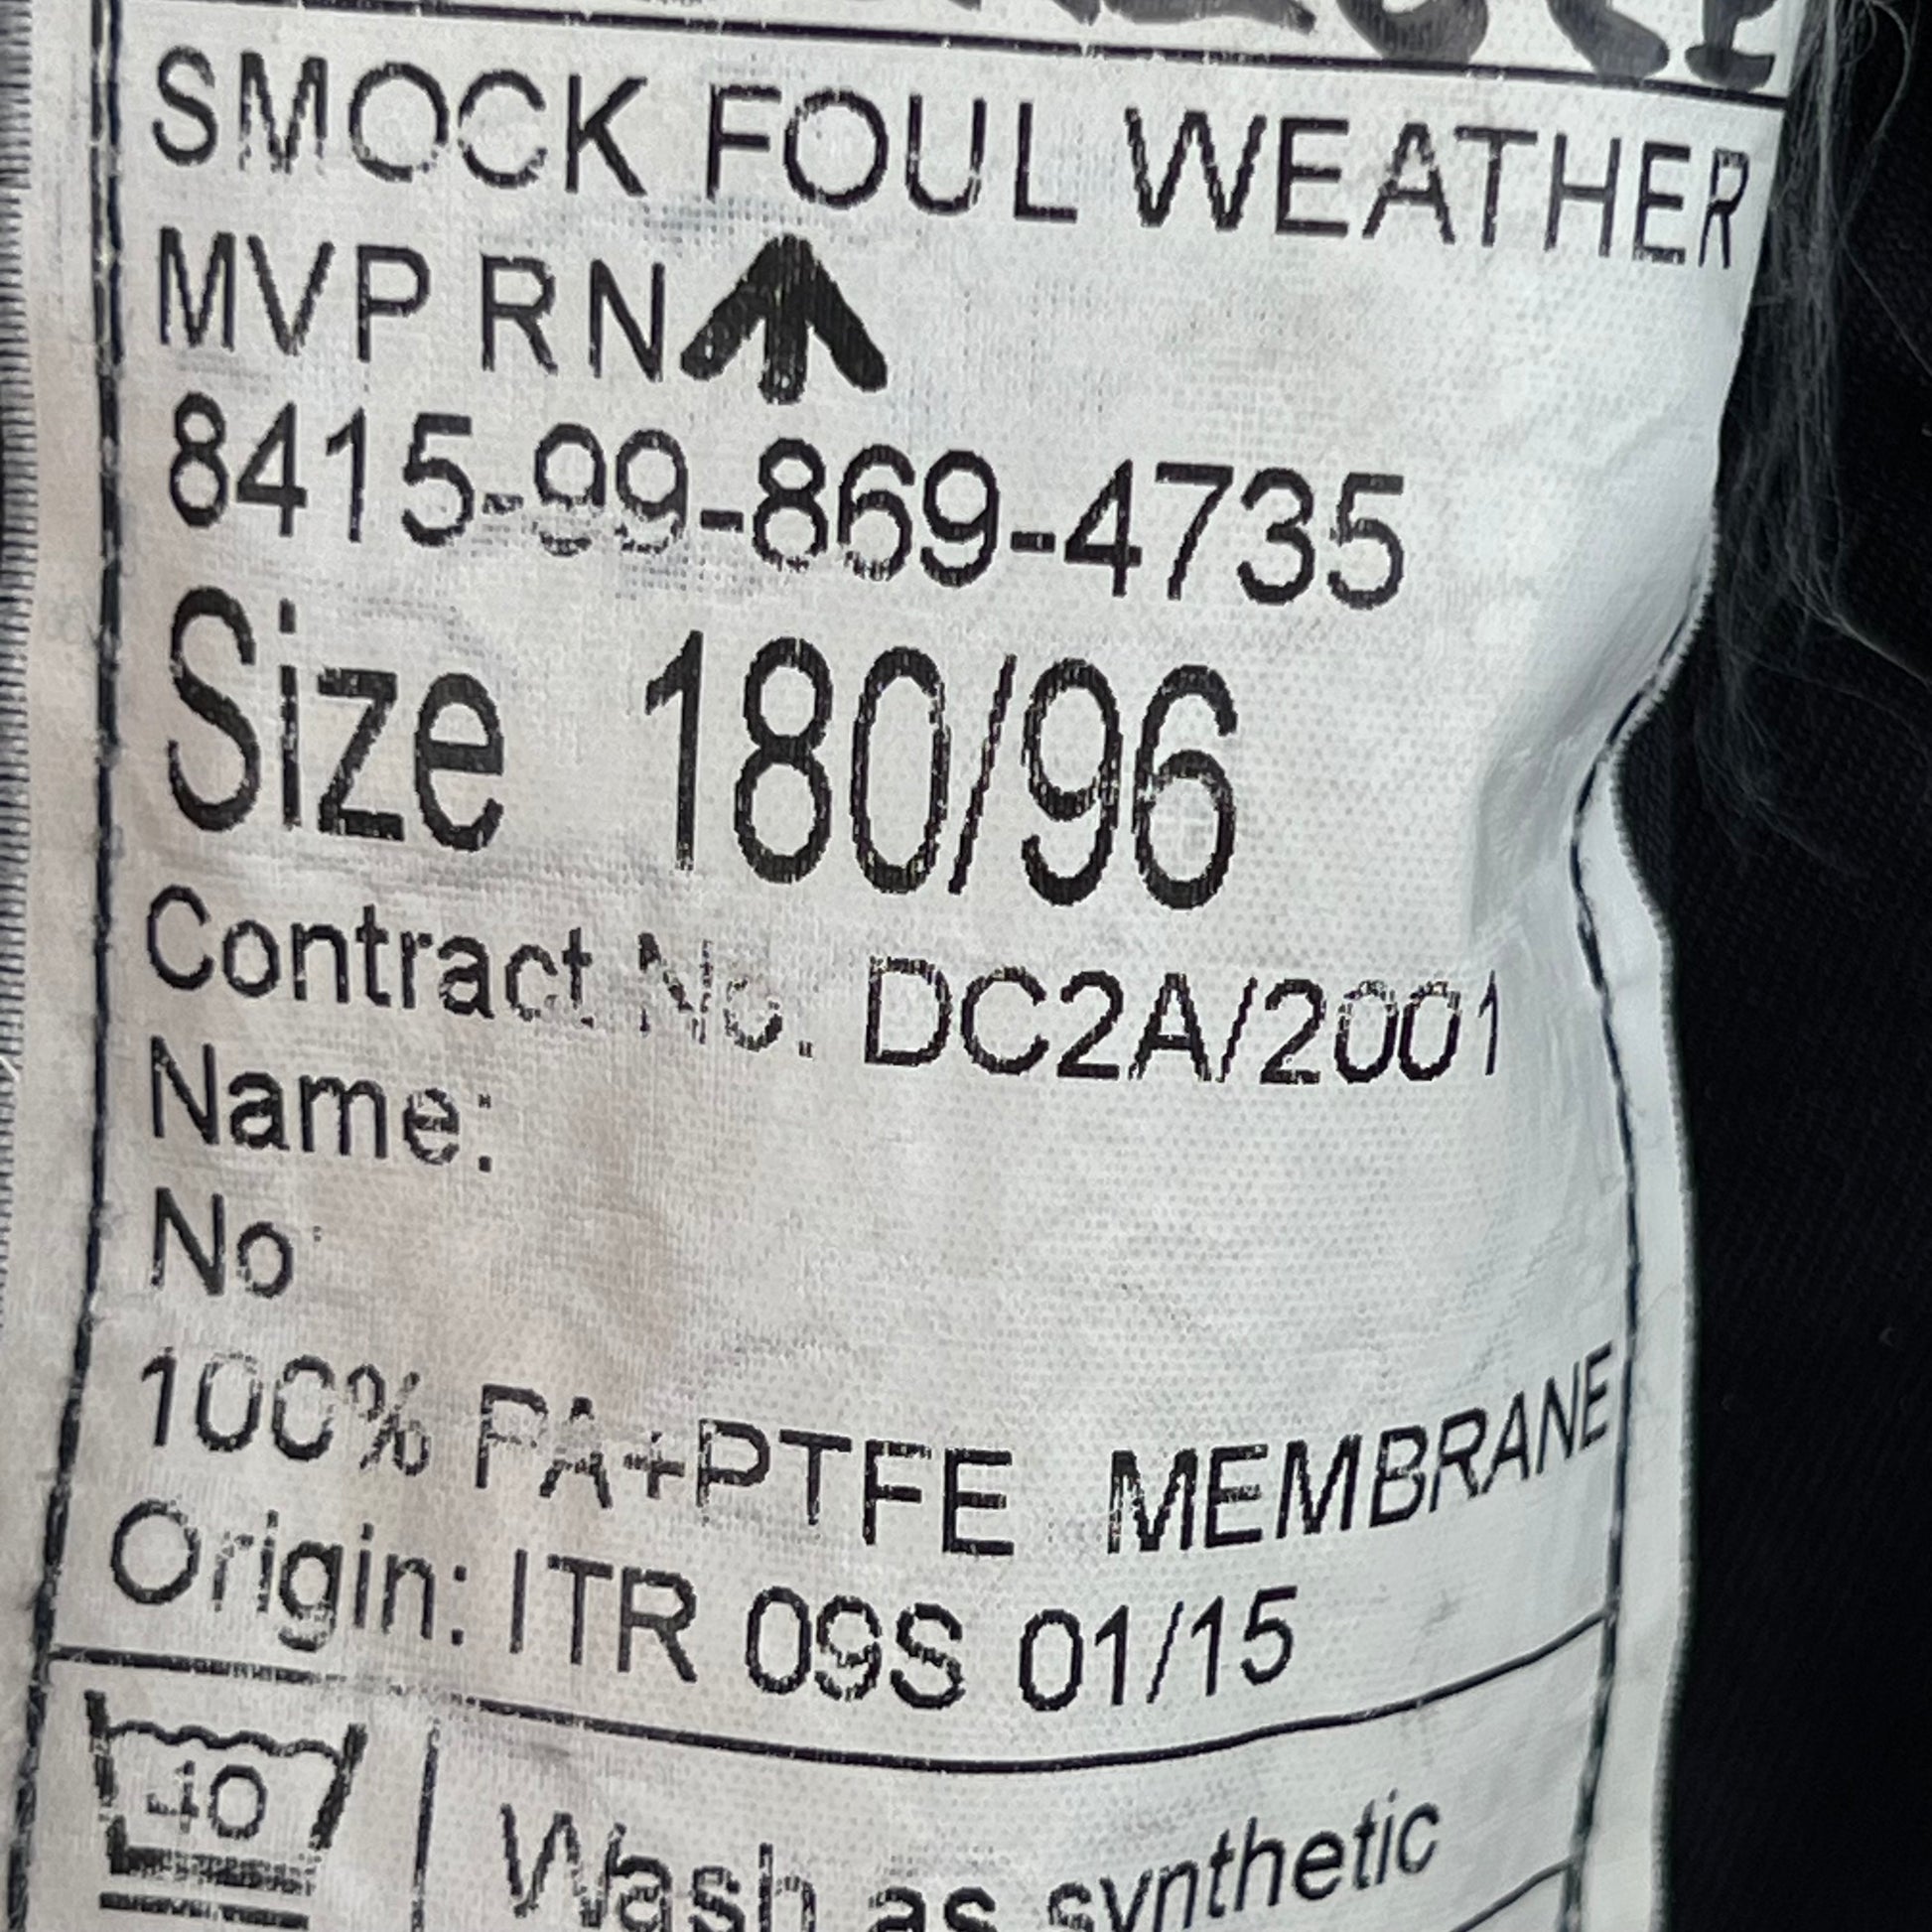 SMOCK FOUL WEATHER
MVP RN
8415-99-869-4735
Size 180/96
Contract No. DC2A/2001
Name:
No
100% PA+PTFE MEMBRANE
Origin: ITR 09S 01/15
40
Wash as synthetic